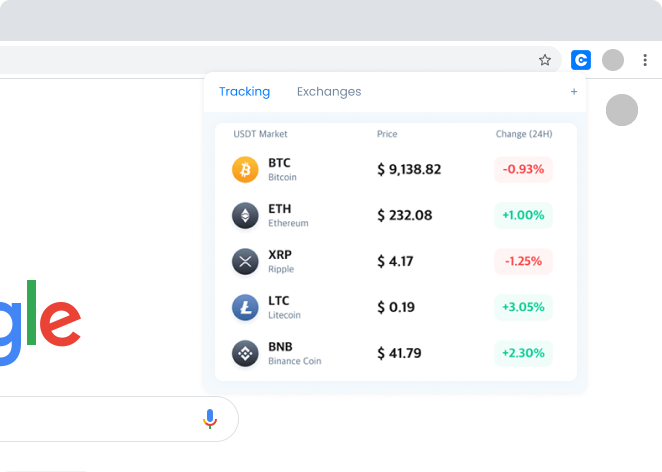 Tracking Exchanges +
USDT Market Price Change (24H)
BTC
Bitcoin
$ 9,138.82
-0.93%
ETH
Ethereum
$ 232.08
+1.00%
XRP
Ripple
$ 4.17
-1.25%
LTC
Litecoin
$ 0.19
+3.05%
BNB
Binance Coin
$ 41.79
+2.30%
gle